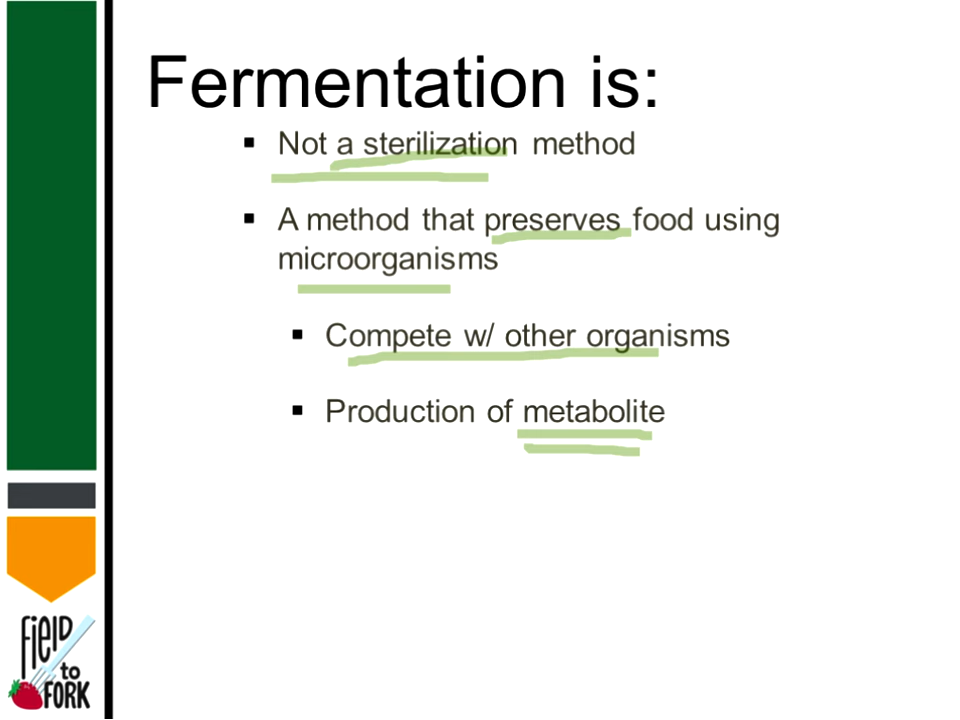 Fermentation is:
▪ Not a sterilization method
▪ A method that preserves food using
microorganisms
▪ Compete w/ other organisms
▪ Production of metabolite
FiElD
to
FORK